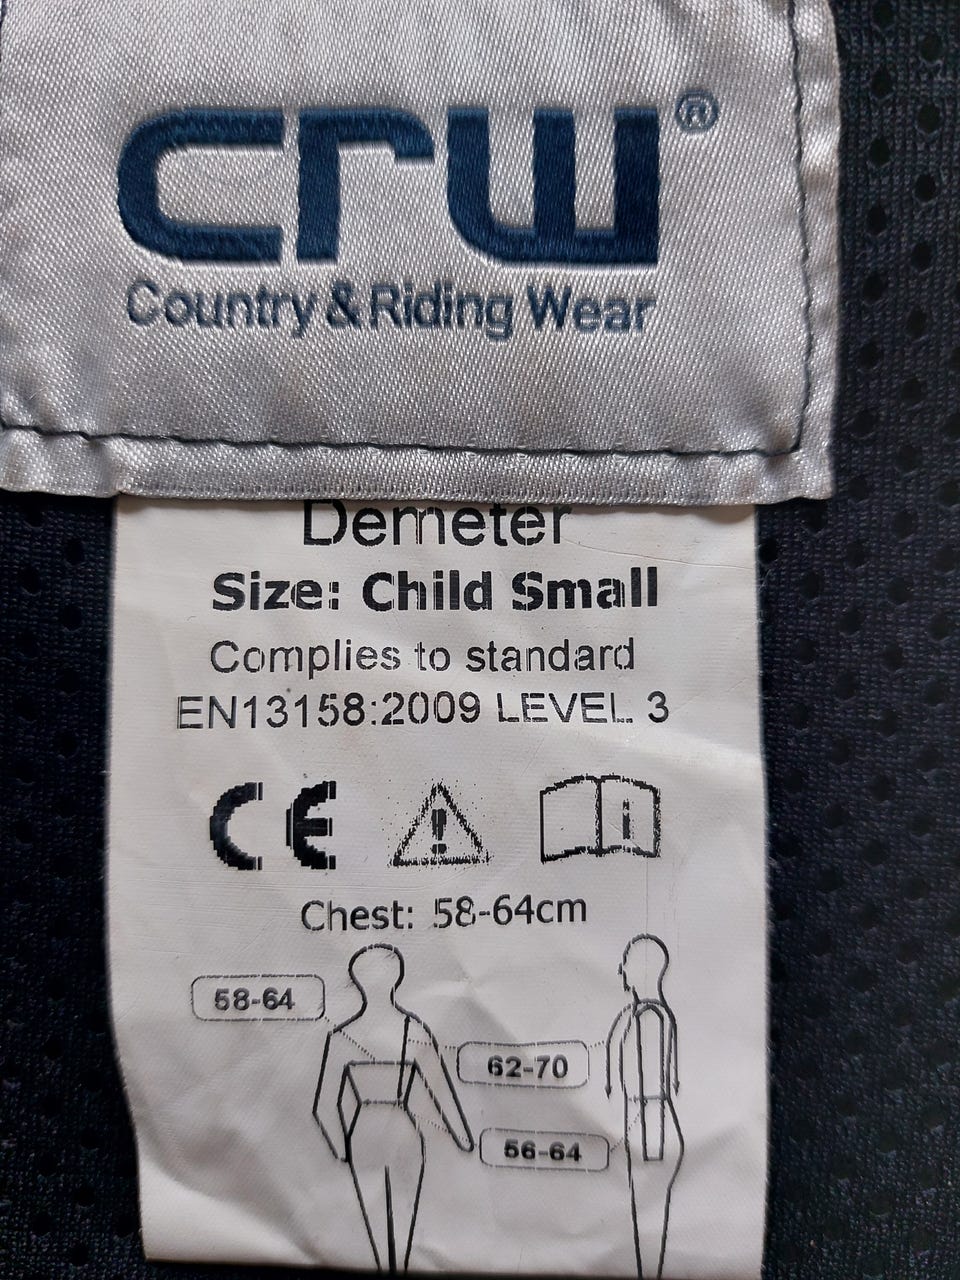 crw®
Country & Riding Wear
Demeter
Size: Child Small
Complies to standard
EN13158:2009 LEVEL 3
CE
Chest: 58-64cm
58-64
62-70
56-64